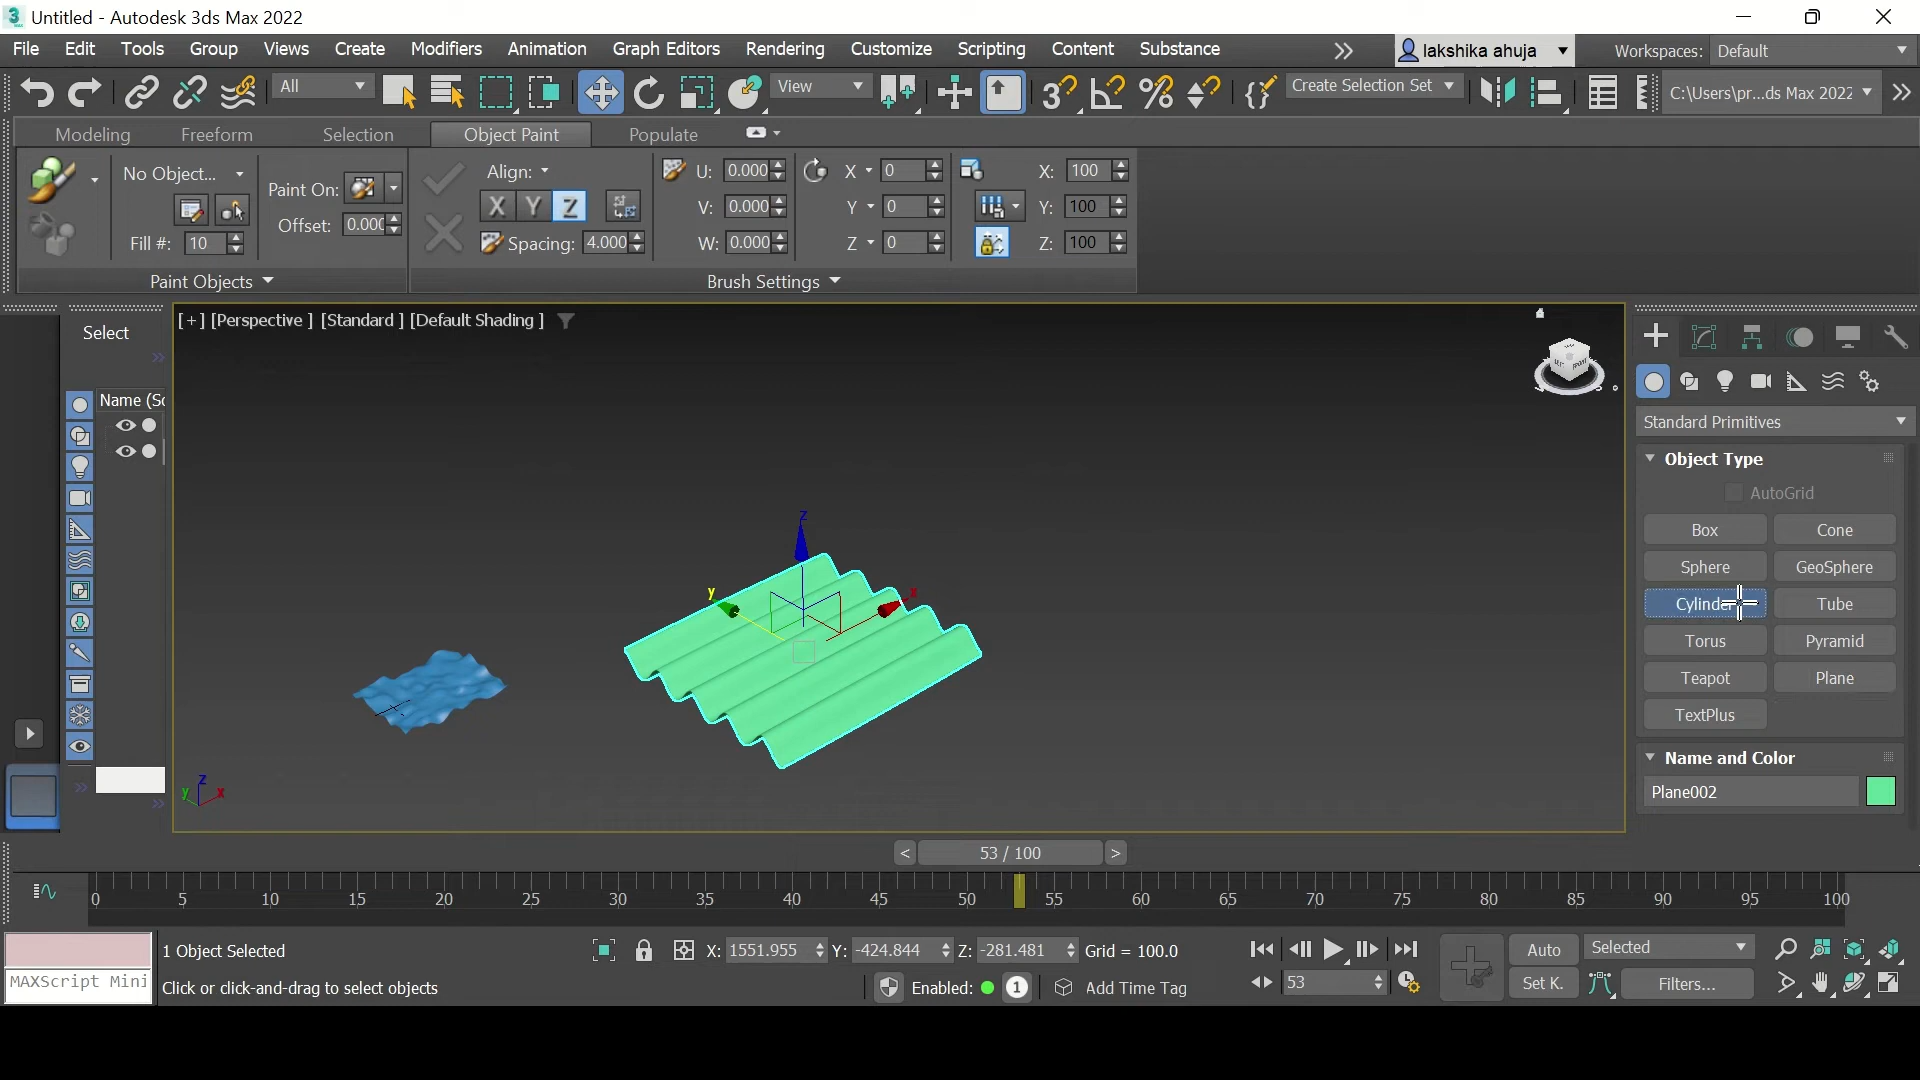 Untitled - Autodesk 3ds Max 2022
File Edit Tools Group Views Create Modifiers Animation Graph Editors Rendering Customize Scripting Content Substance
lakshika ahuja
Workspaces: Default
All
View
Create Selection Set
C:\Users\pr...ds Max 2022
Modeling Freeform Selection Object Paint Populate
No Object...
Paint On:
Offset: 0.000
Fill #: 10
Align:
X Y Z
Spacing: 4.000
U: 0.000
V: 0.000
W: 0.000
X 0
Y 0
Z 0
X: 100
Y: 100
Z: 100
Paint Objects
Brush Settings
Select
Name (Sc
[+] [Perspective ] [Standard ] [Default Shading ]
z
y
x
z
y
x
Standard Primitives
Object Type
AutoGrid
Box Cone
Sphere GeoSphere
Cylinder Tube
Torus Pyramid
Teapot Plane
TextPlus
Name and Color
Plane002
< 53 / 100 >
0 5 10 15 20 25 30 35 40 45 50 55 60 65 70 75 80 85 90 95 100
MAXScript Mini
1 Object Selected
Click or click-and-drag to select objects
X: 1551.955 Y: -424.844 Z: -281.481 Grid = 100.0
Enabled: 1 Add Time Tag
53
Auto Selected
Set K. Filters...